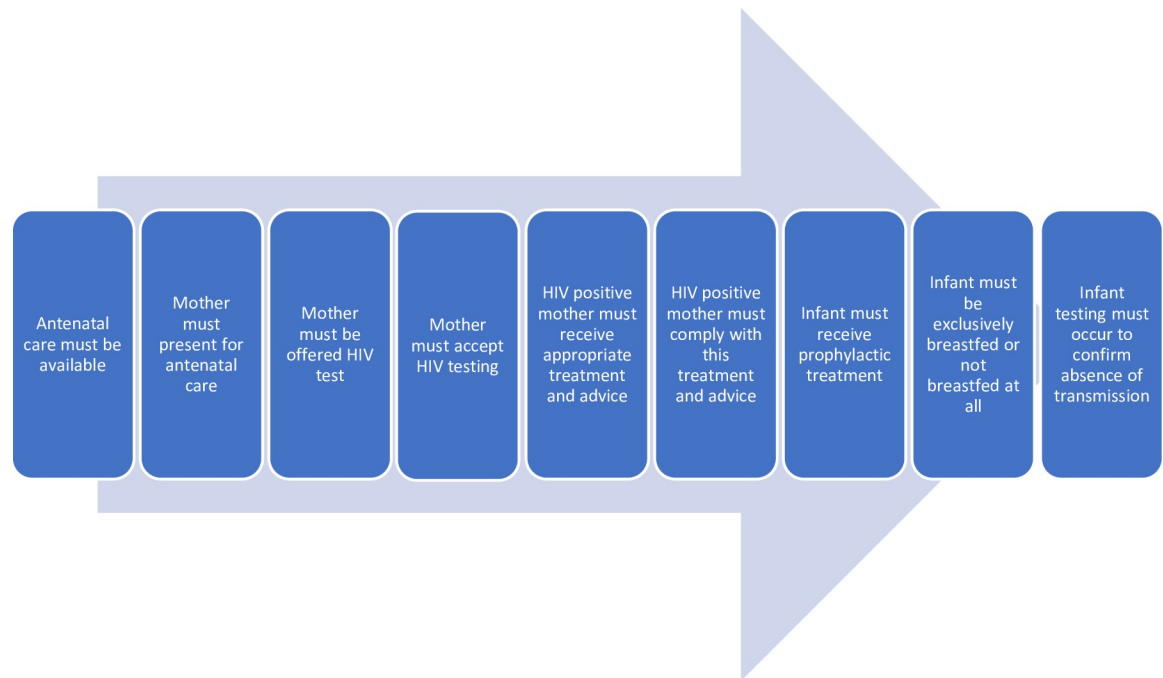 Antenatal
care must be
available
Mother
must
present for
antenatal
care
Mother
must be
offered HIV
test
Mother
must accept
HIV testing
HIV positive
mother must
receive
appropriate
treatment
and advice
HIV positive
mother must
comply with
this
treatment
and advice
Infant must
receive
prophylactic
treatment
Infant must
be
exclusively
breastfed or
not
breastfed at
all
Infant
testing must
occur to
confirm
absence of
transmission